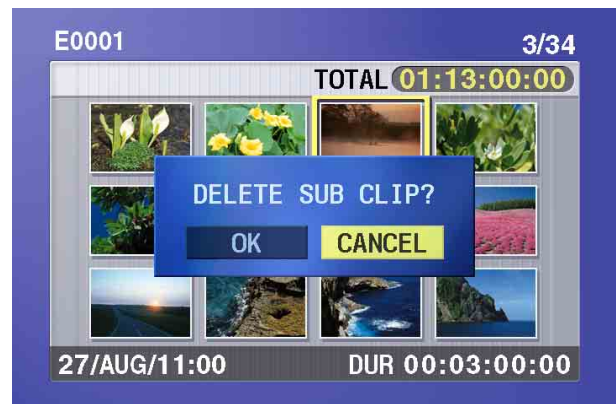 E0001 3/34
TOTAL 01:13:00:00
DELETE SUB CLIP?
OK CANCEL
27/AUG/11:00 DUR 00:03:00:00